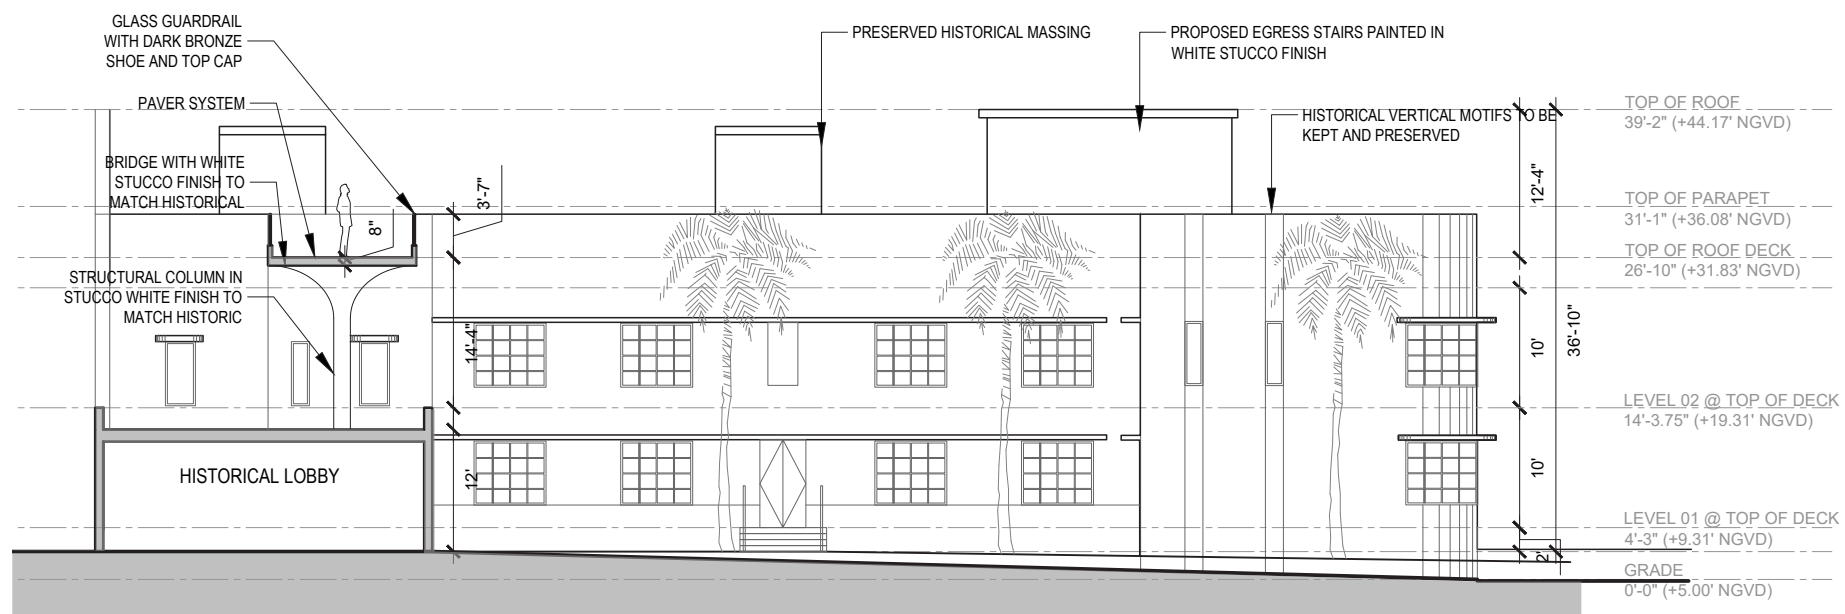 GLASS GUARDRAIL
WITH DARK BRONZE
SHOE AND TOP CAP
PAVER SYSTEM
BRIDGE WITH WHITE
STUCCO FINISH TO
MATCH HISTORICAL
STRUCTURAL COLUMN IN
STUCCO WHITE FINISH TO
MATCH HISTORIC
HISTORICAL LOBBY
8"
3'-7"
14'-4"
12'
PRESERVED HISTORICAL MASSING
PROPOSED EGRESS STAIRS PAINTED IN
WHITE STUCCO FINISH
HISTORICAL VERTICAL MOTIFS TO BE
KEPT AND PRESERVED
12'-4"
10'
10'
2'
36'-10"
TOP OF ROOF
39'-2" (+44.17' NGVD)
TOP OF PARAPET
31'-1" (+36.08' NGVD)
TOP OF ROOF DECK
26'-10" (+31.83' NGVD)
LEVEL 02 @ TOP OF DECK
14'-3.75" (+19.31' NGVD)
LEVEL 01 @ TOP OF DECK
4'-3" (+9.31' NGVD)
GRADE
0'-0" (+5.00' NGVD)